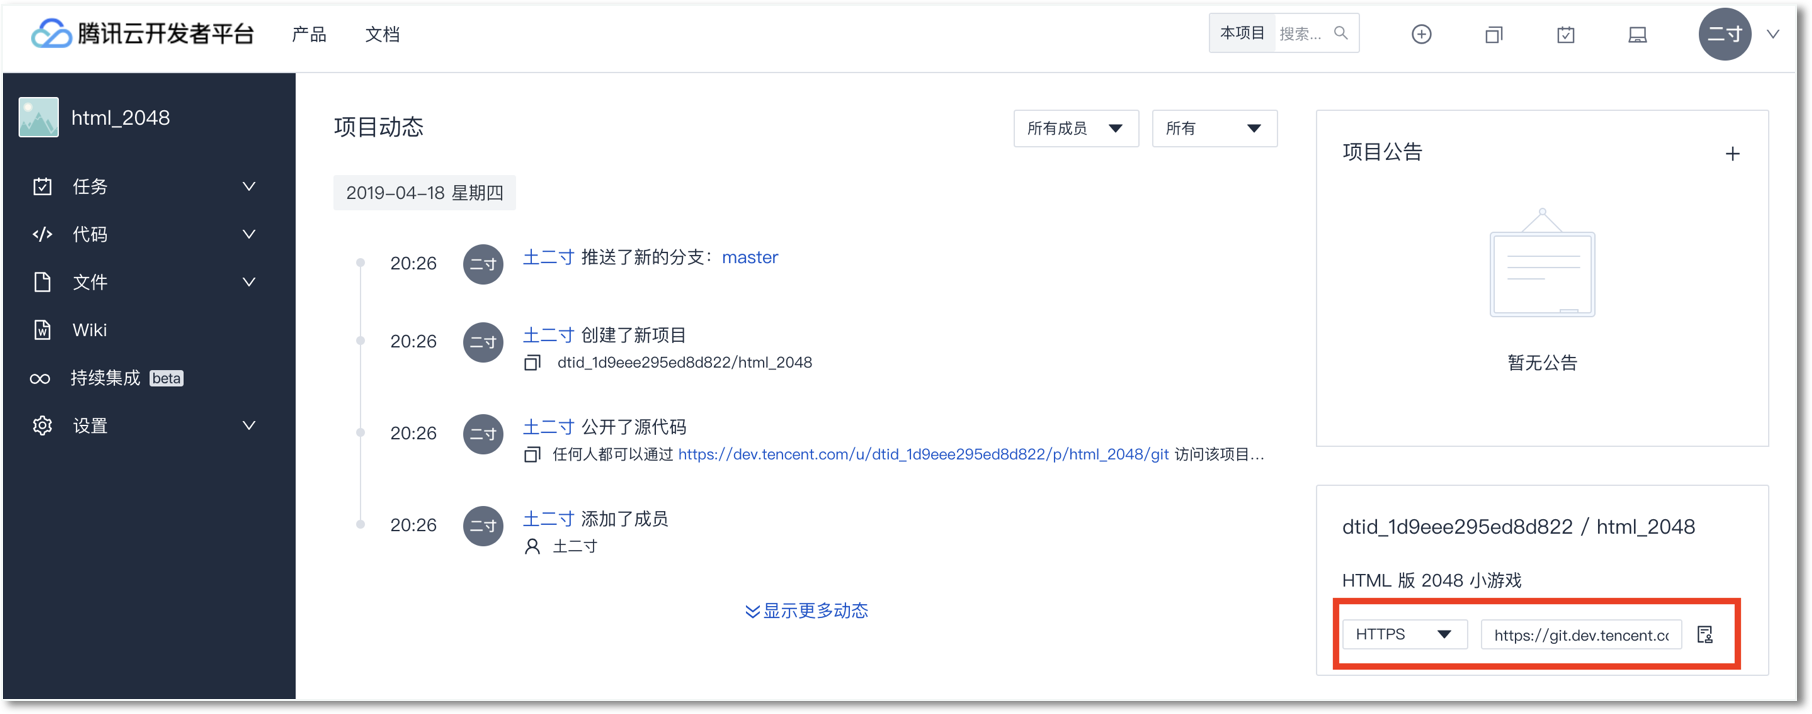 腾讯云开发者平台 产品 文档 本项目 搜索... 二寸
html_2048
任务
代码
文件
Wiki
持续集成 beta
设置
项目动态 所有成员 所有
2019-04-18 星期四
20:26 二寸 土二寸 推送了新的分支: master
20:26 二寸 土二寸 创建了新项目
dtid_1d9eee295ed8d822/html_2048
20:26 二寸 土二寸 公开了源代码
任何人都可以通过 https://dev.tencent.com/u/dtid_1d9eee295ed8d822/p/html_2048/git 访问该项目...
20:26 二寸 土二寸 添加了成员
土二寸
显示更多动态
项目公告
暂无公告
dtid_1d9eee295ed8d822 / html_2048
HTML 版 2048 小游戏
HTTPS https://git.dev.tencent.co